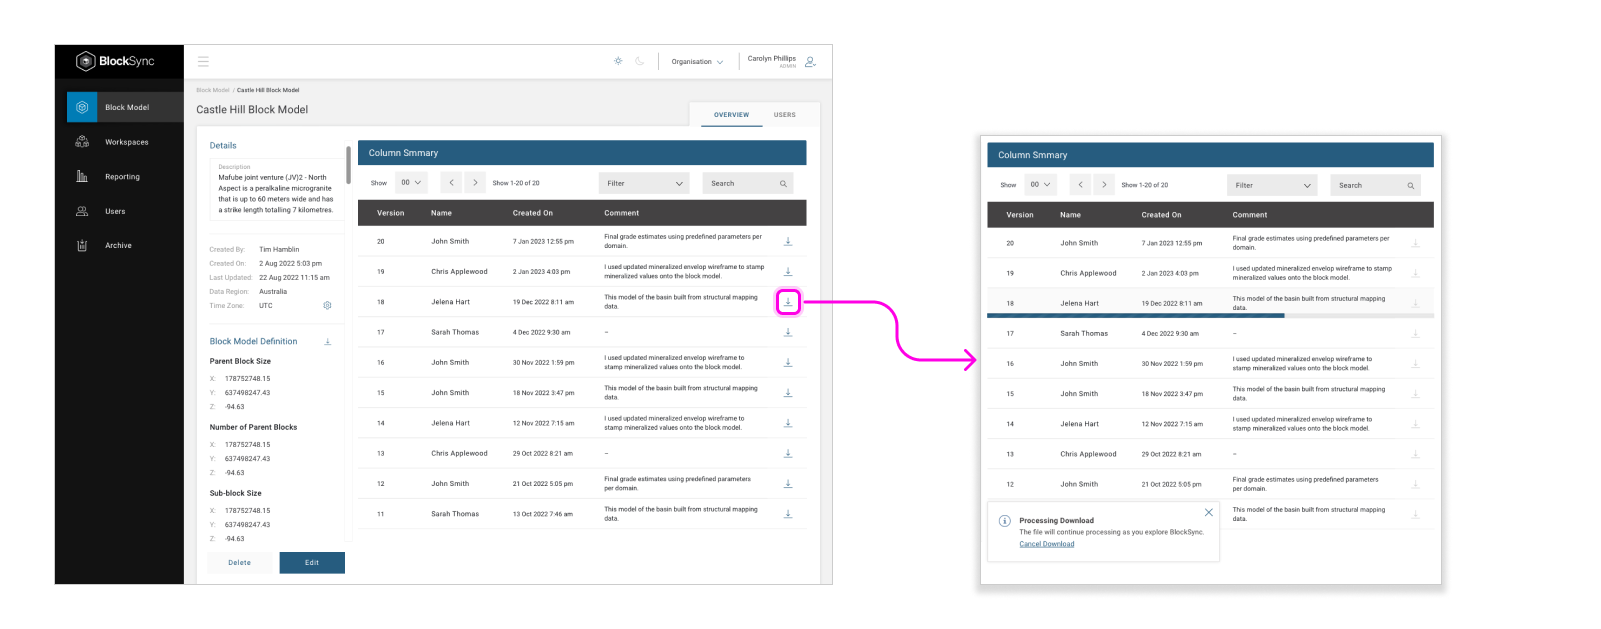 BlockSync
Organisation
Carolyn Phillips
ADMIN
Block Model
Workspaces
Reporting
Users
Archive
Block Model / Castle Hill Block Model
Castle Hill Block Model
OVERVIEW USERS
Details
Description
Mafube joint venture (JV)2 - North
Aspect is a peralkaline microgranite
that is up to 60 meters wide and has
a strike length totalling 7 kilometres.
Created By: Tim Hamblin
Created On: 2 Aug 2022 5:03 pm
Last Updated: 22 Aug 2022 11:15 am
Data Region: Australia
Time Zone: UTC
Block Model Definition
Parent Block Size
X: 178752748.15
Y: 637498247.43
Z: -94.63
Number of Parent Blocks
X: 178752748.15
Y: 637498247.43
Z: -94.63
Sub-block Size
X: 178752748.15
Y: 637498247.43
Z: -94.63
Delete Edit
Column Smmary
Show 00 Show 1-20 of 20 Filter Search
Version Name Created On Comment
20 John Smith 7 Jan 2023 12:55 pm Final grade estimates using predefined parameters per
domain.
19 Chris Applewood 2 Jan 2023 4:03 pm I used updated mineralized envelop wireframe to stamp
mineralized values onto the block model.
18 Jelena Hart 19 Dec 2022 8:11 am This model of the basin built from structural mapping
data.
17 Sarah Thomas 4 Dec 2022 9:30 am –
16 John Smith 30 Nov 2022 1:59 pm I used updated mineralized envelop wireframe to
stamp mineralized values onto the block model.
15 John Smith 18 Nov 2022 3:47 pm This model of the basin built from structural mapping
data.
14 Jelena Hart 12 Nov 2022 7:15 am I used updated mineralized envelop wireframe to
stamp mineralized values onto the block model.
13 Chris Applewood 29 Oct 2022 8:21 am –
12 John Smith 21 Oct 2022 5:05 pm Final grade estimates using predefined parameters
per domain.
11 Sarah Thomas 13 Oct 2022 7:46 am This model of the basin built from structural mapping
data.
Column Smmary
Show 00 Show 1-20 of 20 Filter Search
Version Name Created On Comment
20 John Smith 7 Jan 2023 12:55 pm Final grade estimates using predefined parameters per
domain.
19 Chris Applewood 2 Jan 2023 4:03 pm I used updated mineralized envelop wireframe to stamp
mineralized values onto the block model.
18 Jelena Hart 19 Dec 2022 8:11 am This model of the basin built from structural mapping
data.
17 Sarah Thomas 4 Dec 2022 9:30 am –
16 John Smith 30 Nov 2022 1:59 pm I used updated mineralized envelop wireframe to
stamp mineralized values onto the block model.
15 John Smith 18 Nov 2022 3:47 pm This model of the basin built from structural mapping
data.
14 Jelena Hart 12 Nov 2022 7:15 am I used updated mineralized envelop wireframe to
stamp mineralized values onto the block model.
13 Chris Applewood 29 Oct 2022 8:21 am –
12 John Smith 21 Oct 2022 5:05 pm Final grade estimates using predefined parameters
per domain.
This model of the basin built from structural mapping
data.
Processing Download
The file will continue processing as you explore BlockSync.
Cancel Download